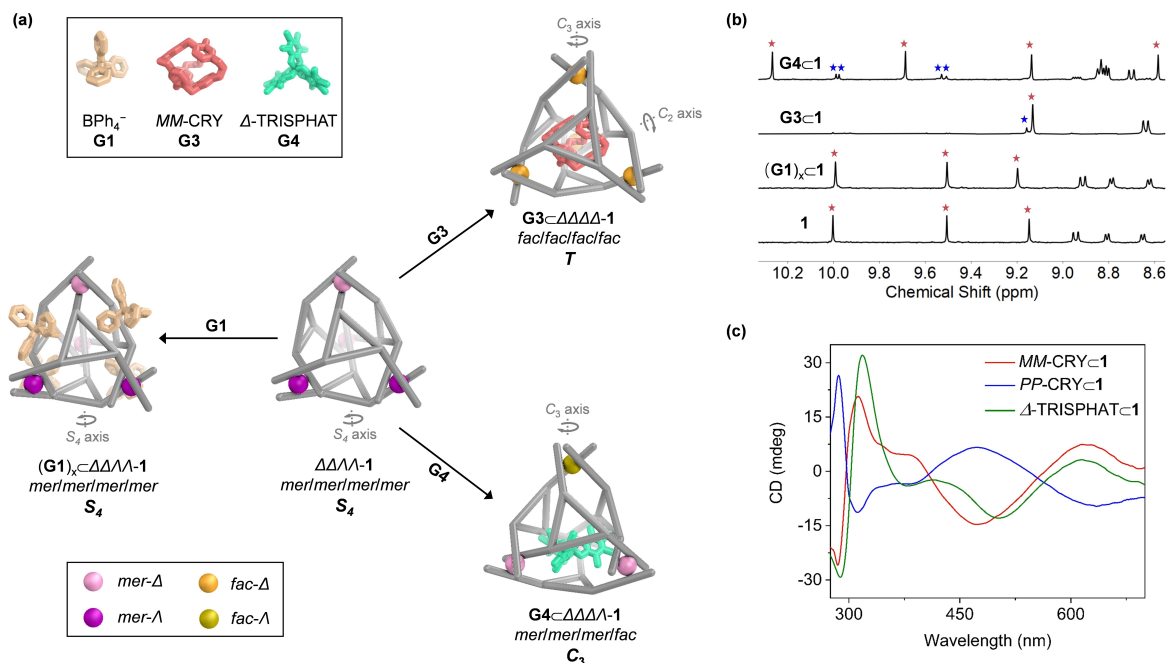 (a)
BPh₄⁻
G1
MM-CRY
G3
Δ-TRISPHAT
G4
C₃ axis
C₂ axis
G3⊂ΔΔΔΔ-1
fac/fac/fac/fac
T
G3
G1
G4
S₄ axis
(G1)ₓ⊂ΔΔΛΛ-1
mer/mer/mer/mer
S₄
S₄ axis
ΔΔΛΛ-1
mer/mer/mer/mer
S₄
C₃ axis
G4⊂ΔΔΔΛ-1
mer/mer/mer/fac
C₃
mer-Δ
fac-Δ
mer-Λ
fac-Λ
(b)
G4⊂1
G3⊂1
(G1)ₓ⊂1
1
10.2 10.0 9.8 9.6 9.4 9.2 9.0 8.8 8.6
Chemical Shift (ppm)
(c)
MM-CRY⊂1
PP-CRY⊂1
Δ-TRISPHAT⊂1
CD (mdeg)
30
15
0
-15
-30
300 450 600
Wavelength (nm)